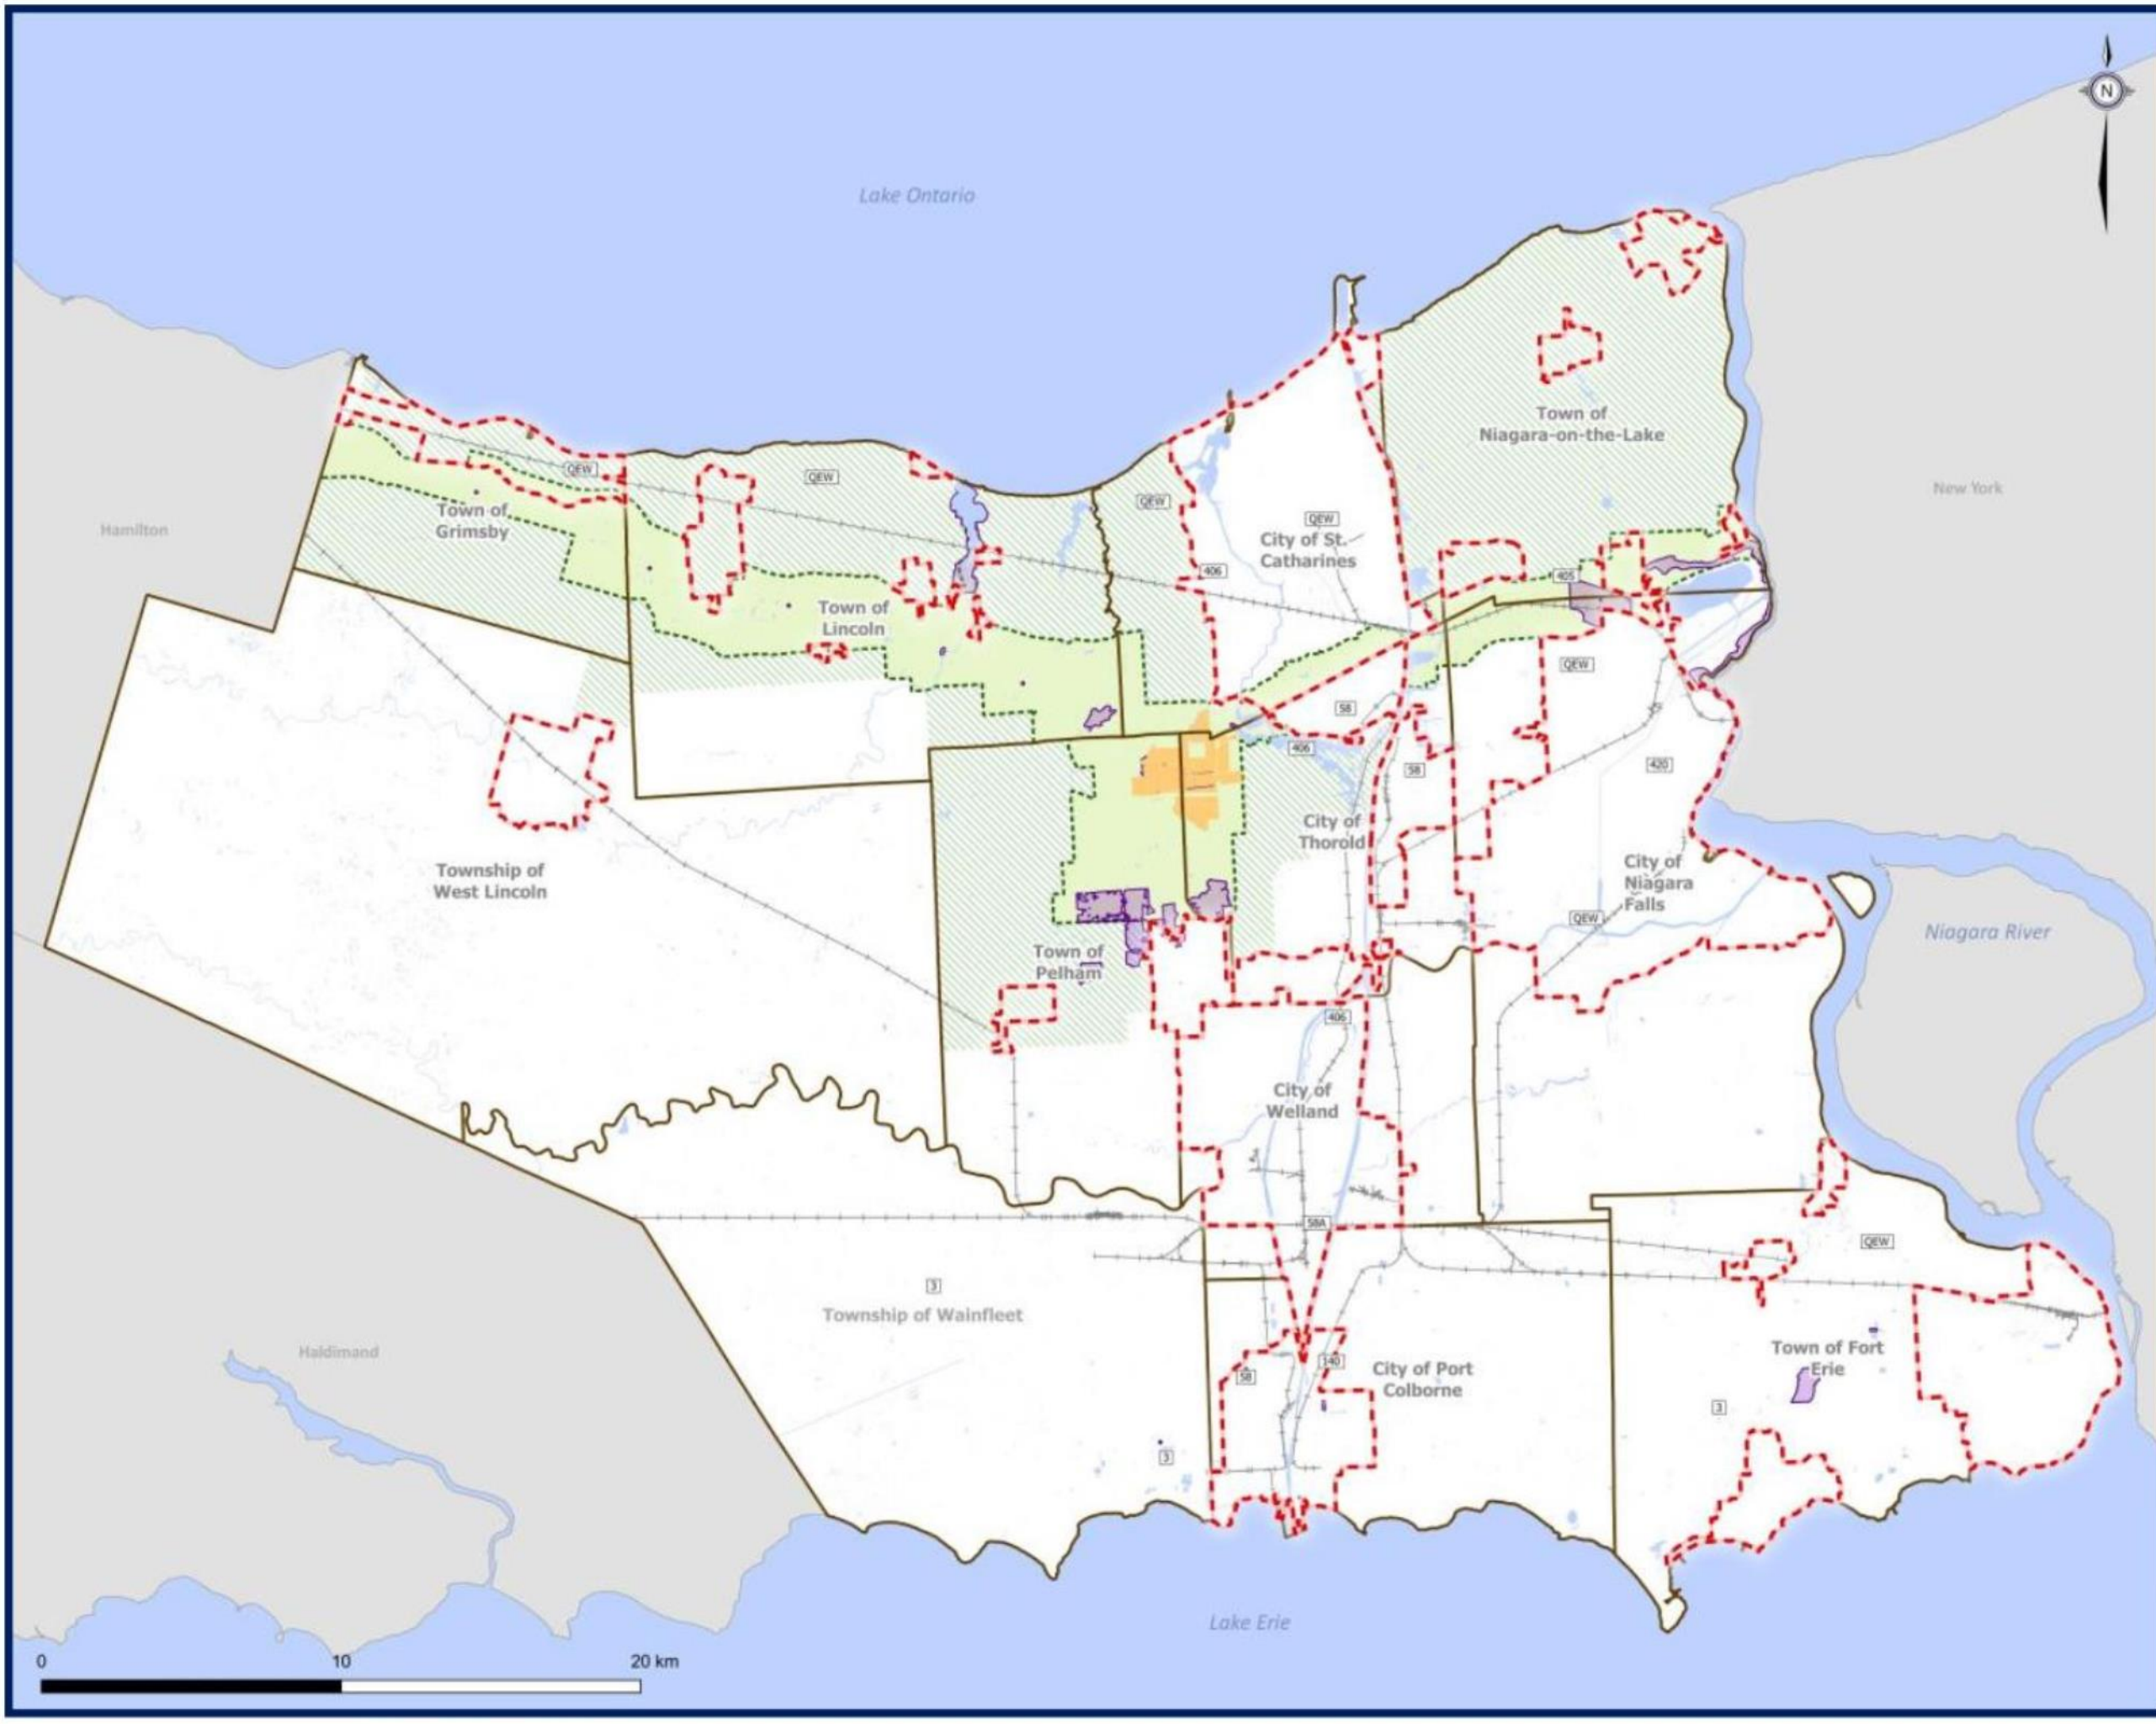 N
Lake Ontario
Town of
Niagara-on-the-Lake
QEW
QEW
QEW
New York
Hamilton
Town of
Grimsby
QEW
City of St.
Catharines
406
405
Town of
Lincoln
QEW
58
406
58
420
City of
Thorold
Township of
West Lincoln
City of
Niagara
Falls
QEW
Niagara River
Town of
Pelham
406
City of
Welland
58A
QEW
3
Township of Wainfleet
Haldimand
58
140
City of Port
Colborne
Town of Fort
Erie
3
3
Lake Erie
0
10
20 km